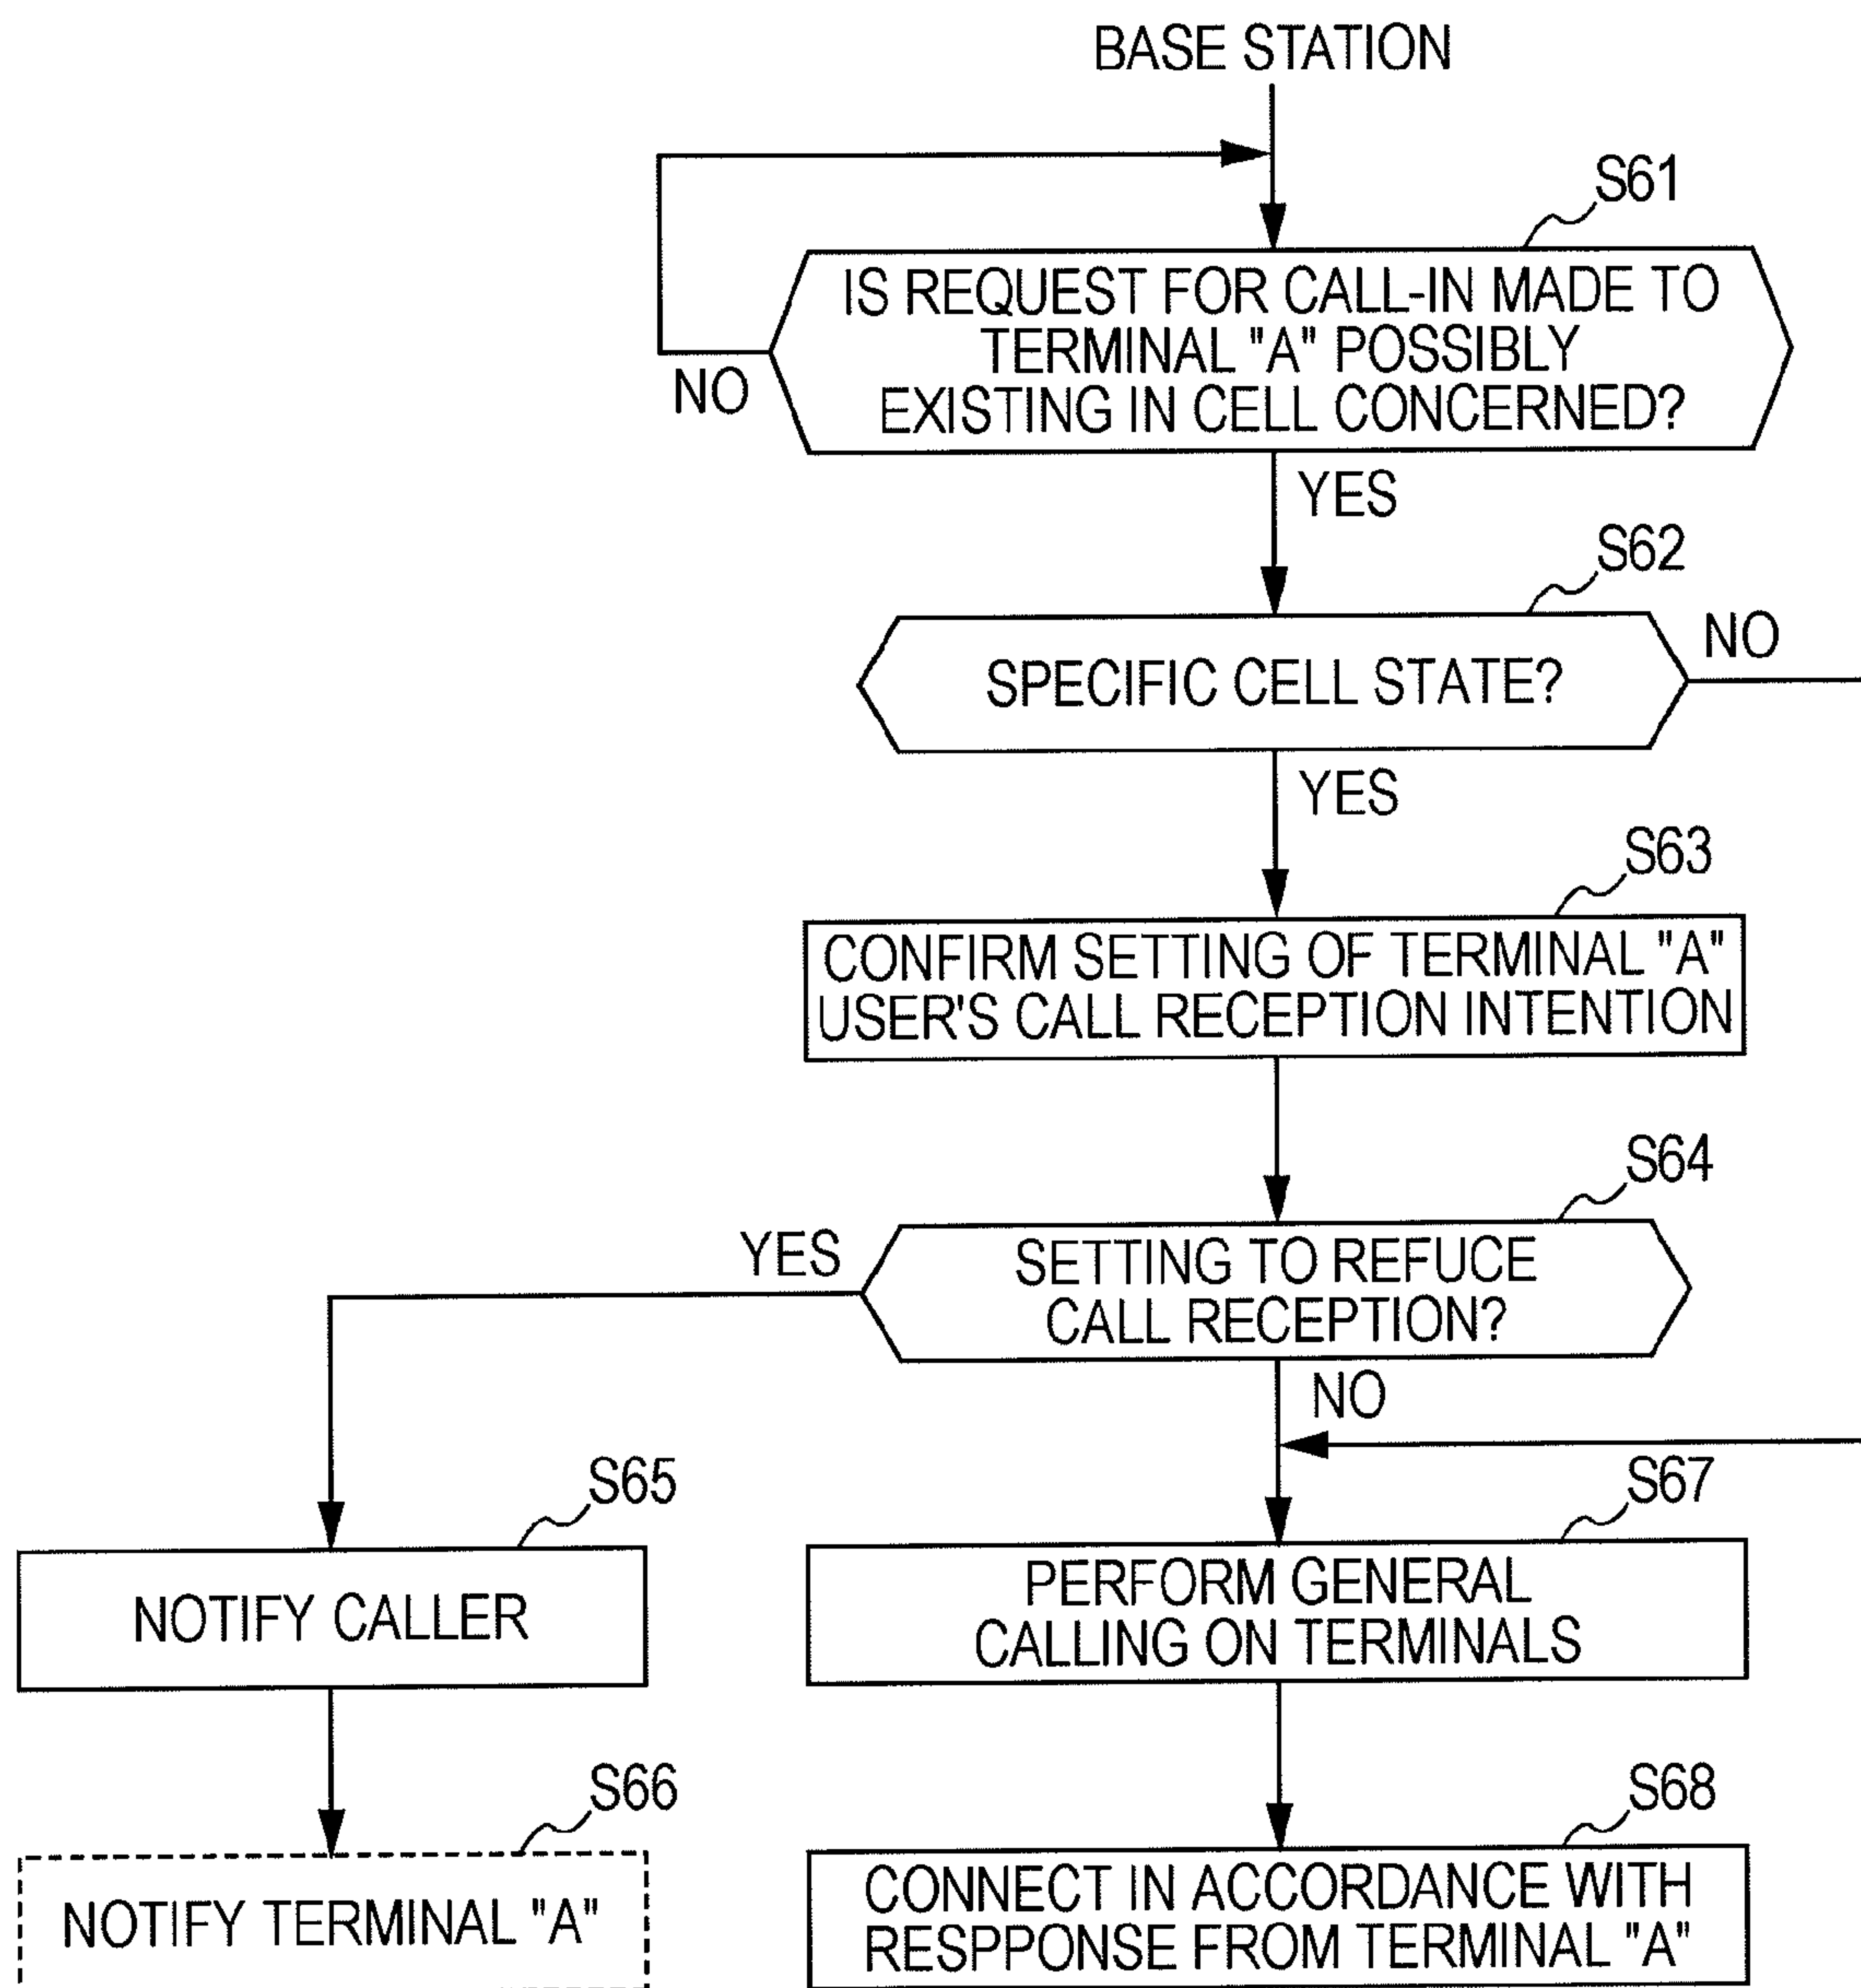 BASE STATION
S61
IS REQUEST FOR CALL-IN MADE TO
TERMINAL "A" POSSIBLY
EXISTING IN CELL CONCERNED?
NO
YES
S62
SPECIFIC CELL STATE?
NO
YES
S63
CONFIRM SETTING OF TERMINAL "A"
USER'S CALL RECEPTION INTENTION
S64
SETTING TO REFUCE
CALL RECEPTION?
YES
NO
S65
NOTIFY CALLER
S67
PERFORM GENERAL
CALLING ON TERMINALS
S66
NOTIFY TERMINAL "A"
S68
CONNECT IN ACCORDANCE WITH
RESPPONSE FROM TERMINAL "A"